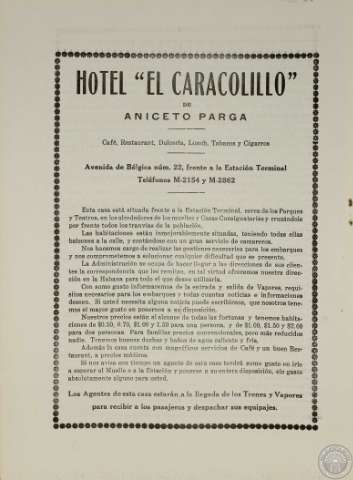 HOTEL "EL CARACOLILLO"
DE
ANICETO PARGA
Café, Restaurant, Dulcería, Lunch, Tabacos y Cigarros
Avenida de Bélgica núm. 22, frente a la Estación Terminal
Teléfonos M-2154 y M-2862
Esta casa está situada frente a la Estación Terminal, cerca de los Parques
y Teatros, en los alrededores de los muelles y Casas Consignatarias y cruzándole
por frente todos los tranvías de la población.
Las habitaciones están inmejorablemente situadas, teniendo todas ellas
balcones a la calle, y contándose con un gran servicio de camareros.
Nos hacemos cargo de realizar las gestiones necesarias para los embarques
y nos comprometemos a solucionar cualquier dificultad que se presente.
La Administración se ocupa de hacer llegar a las direcciones de sus clien-
tes la correspondencia que les remitan, en tal virtud ofrecemos nuestra direc-
ción en la Habana para todo el que desee utilizarla.
Con sumo gusto informaremos de la entrada y salida de Vapores, requi-
sitos necesarios para los embarques y todas cuantas noticias e informaciones
deseen. Si usted necesita alguna noticia puede escribirnos, que nosotros tene-
mos el mayor gusto en ponernos a su disposición.
Nuestros precios están al alcance de todas las fortunas y tenemos habita-
ciones de $0.50, 0.70, $1.00 y 1.50 para una persona, y de $1.00, $1.50 y $2.00
para dos personas. Para familias precios convencionales, pero más reducidos
nadie. Tenemos buenas duchas y baños de agua caliente y fría.
Además la casa cuenta con magníficos servicios de Café y un buen Res-
taurant, a precios módicos.
Si nos avisa con tiempo un agente de esta casa tendrá sumo gusto en irle
a esperar al Muelle o a la Estación y ponerse a su entera disposición, sin gasto
absolutamente alguno para usted.
Los Agentes de esta casa estarán a la llegada de los Trenes y Vapores
para recibir a los pasajeros y despachar sus equipajes.